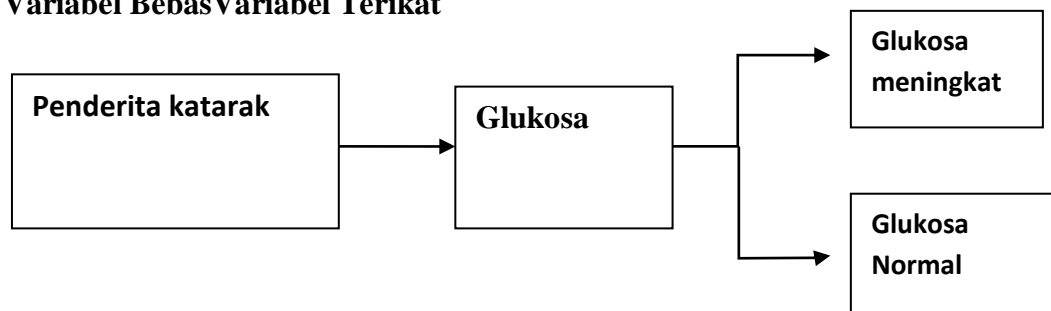 Variabel BebasVariabel Terikat
Penderita katarak
Glukosa
Glukosa
meningkat
Glukosa
Normal